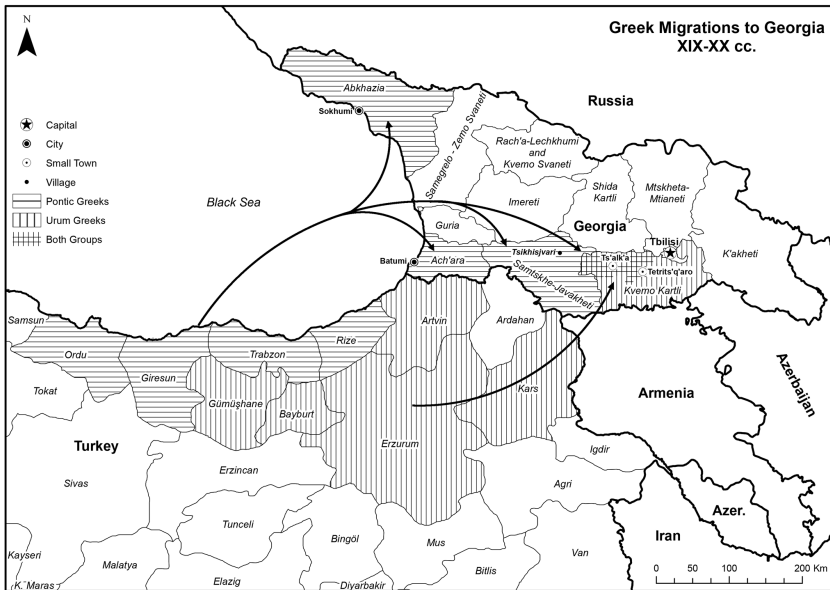 Greek Migrations to Georgia
XIX-XX cc.
N
Abkhazia
Sokhumi
Russia
Capital
City
Small Town
Village
Pontic Greeks
Urum Greeks
Both Groups
Black Sea
Samegrelo - Zemo Svaneti
Rach'a-Lechkhumi
and
Kvemo Svaneti
Imereti
Shida
Kartli
Mtskheta-
Mtianeti
Guria
Georgia
Tbilisi
K'akheti
Batumi
Ach'ara
Tsikhisjvari
Samtskhe-Javakheti
Ts'alk'a
Tetrits'q'aro
Kvemo Kartli
Samsun
Ordu
Giresun
Trabzon
Rize
Artvin
Ardahan
Tokat
Gümüşhane
Bayburt
Kars
Armenia
Azerbaijan
Erzurum
Turkey
Sivas
Erzincan
Igdir
Agri
Tunceli
Azer.
Iran
Kayseri
Malatya
Bingöl
Mus
Van
K. Maras
Elazig
Diyarbakir
Bitlis
0 50 100 200 Km